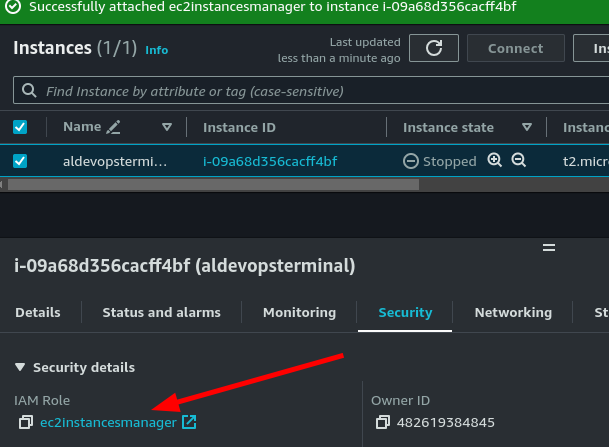 Successfully attached ec2instancesmanager to instance i-09a68d356cacff4bf
Instances (1/1) Info
Last updated
less than a minute ago
Connect
Ins
Find Instance by attribute or tag (case-sensitive)
Name Instance ID Instance state Instanc
aldevopstermi... i-09a68d356cacff4bf Stopped t2.micro
i-09a68d356cacff4bf (aldevopsterminal)
Details Status and alarms Monitoring Security Networking St
Security details
IAM Role
ec2instancesmanager
Owner ID
482619384845